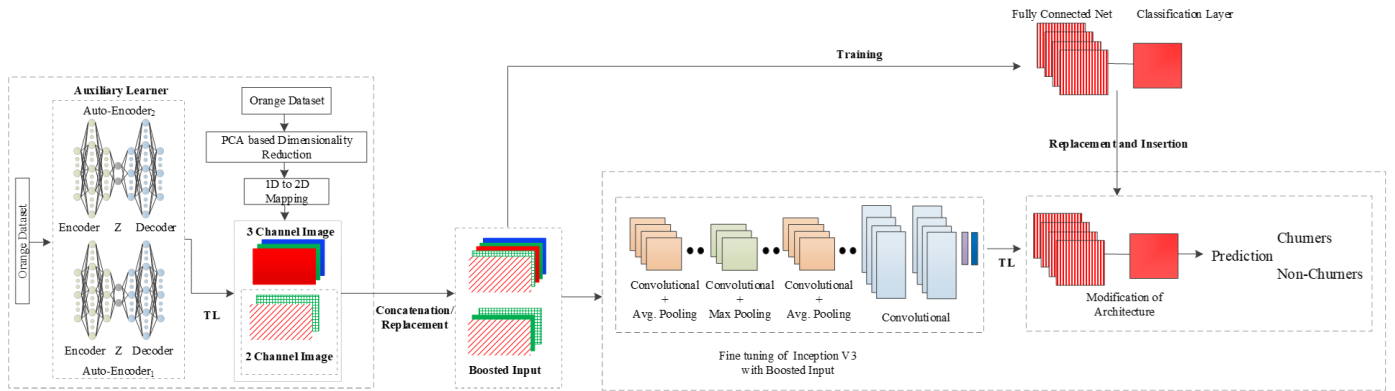 Fully Connected Net
Classification Layer
Training
Auxiliary Learner
Auto-Encoder2
Orange Dataset
PCA based Dimensionality
Reduction
1D to 2D
Mapping
Replacement and Insertion
Orange Dataset
Encoder Z Decoder
3 Channel Image
Encoder Z Decoder
Auto-Encoder1
TL
2 Channel Image
Concatenation/
Replacement
Boosted Input
Convolutional
+
Avg. Pooling
Convolutional
+
Max Pooling
Convolutional
+
Avg. Pooling
Convolutional
Fine tuning of Inception V3
with Boosted Input
TL
Modification of
Architecture
Prediction
Churners
Non-Churners